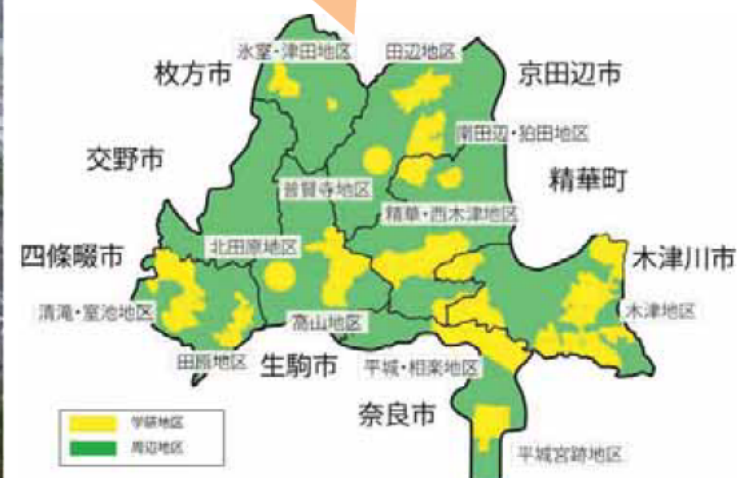 氷室・津田地区
田辺地区
枚方市
京田辺市
南田辺・狛田地区
交野市
普賢寺地区
精華町
精華・西木津地区
北田原地区
四條畷市
木津川市
清滝・室池地区
高山地区
木津地区
田原地区
生駒市
平城・相楽地区
奈良市
学研地区
周辺地区
平城宮跡地区